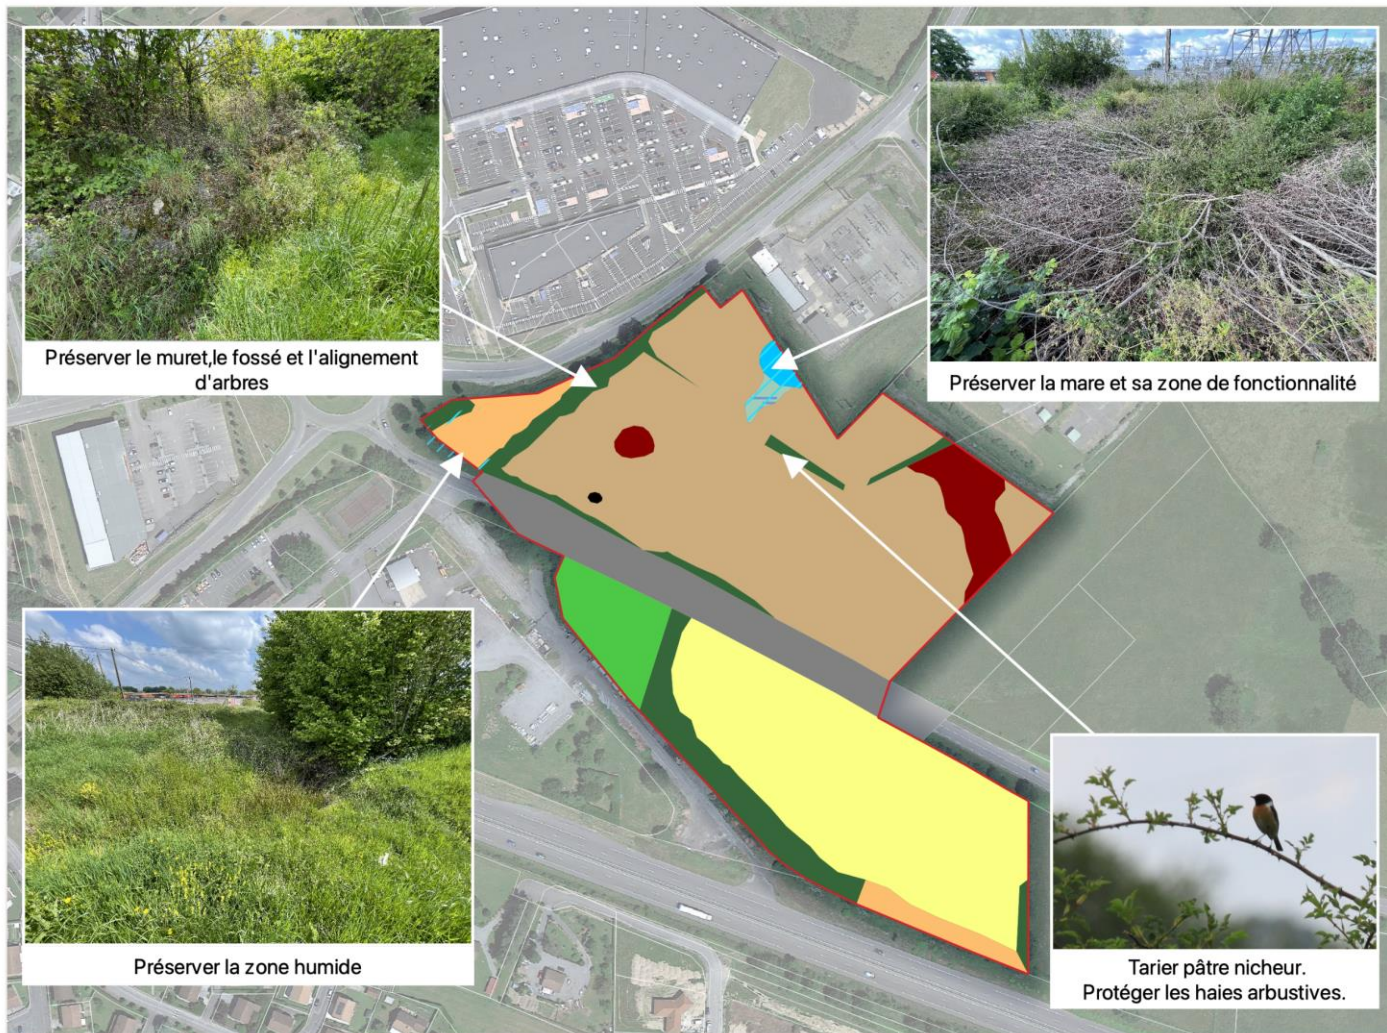 Préserver le muret,le fossé et l'alignement
d'arbres
Préserver la mare et sa zone de fonctionnalité
Préserver la zone humide
Tarier pâtre nicheur.
Protéger les haies arbustives.